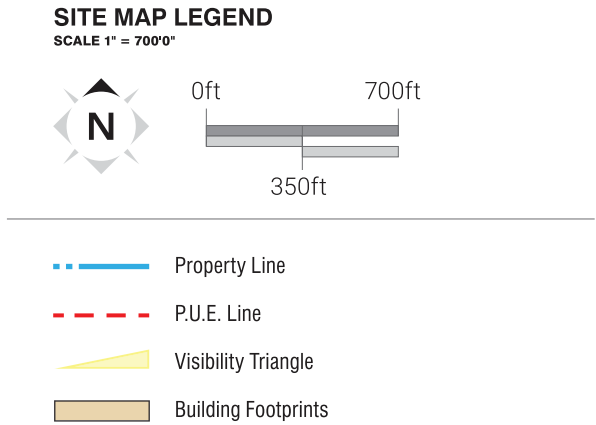 SITE MAP LEGEND
SCALE 1" = 700'0"
N
0ft 700ft
350ft
Property Line
P.U.E. Line
Visibility Triangle
Building Footprints